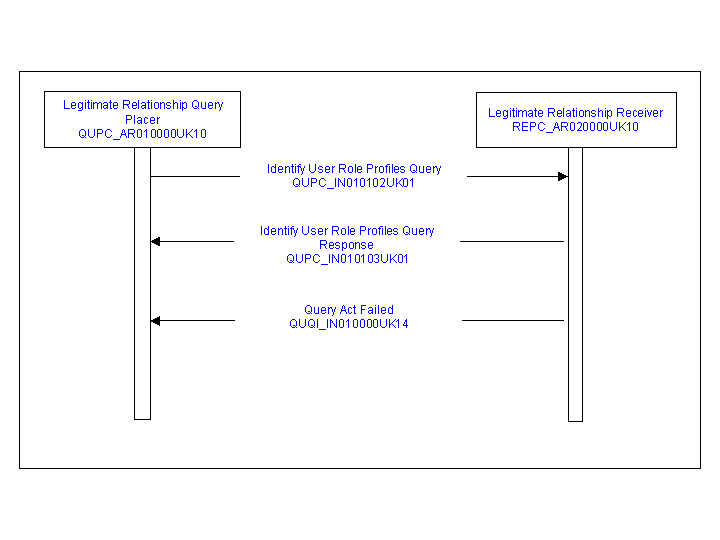 Legitimate Relationship Query
Placer
QUPC_AR010000UK10
Legitimate Relationship Receiver
REPC_AR020000UK10
Identify User Role Profiles Query
QUPC_IN010102UK01
Identify User Role Profiles Query
Response
QUPC_IN010103UK01
Query Act Failed
QUQI_IN010000UK14